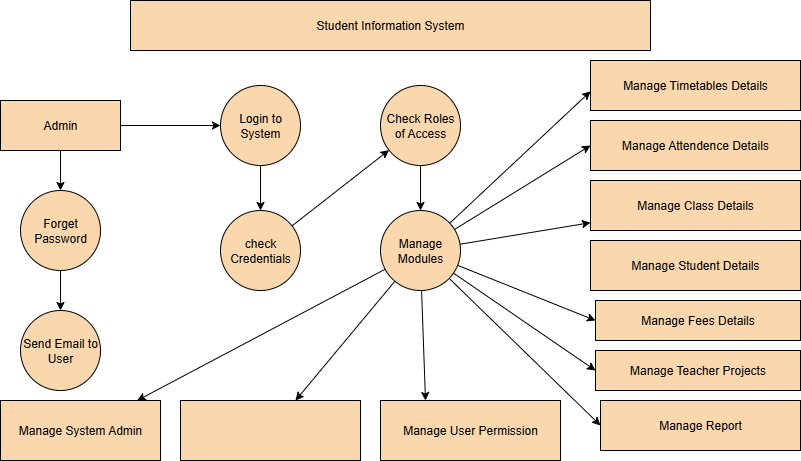 Student Information System
Manage Timetables Details
Admin
Login to
System
Check Roles
of Access
Manage Attendence Details
Manage Class Details
Forget
Password
check
Credentials
Manage
Modules
Manage Student Details
Manage Fees Details
Send Email to
User
Manage Teacher Projects
Manage System Admin
Manage User Permission
Manage Report